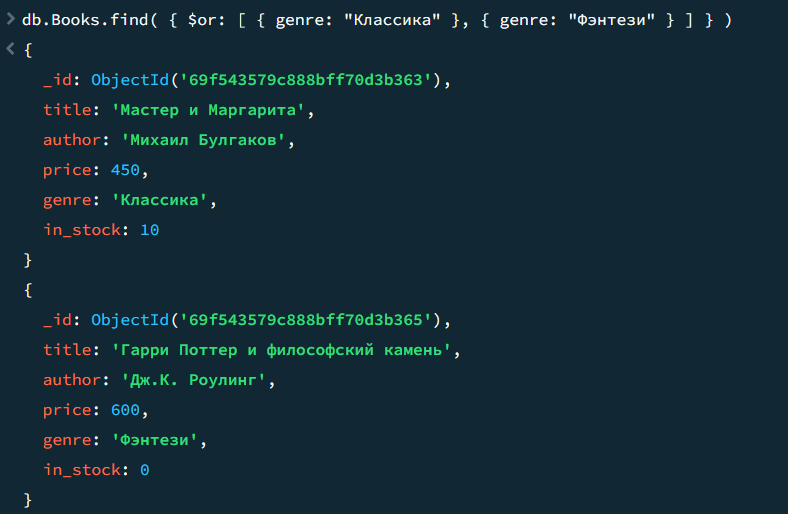 > db.Books.find( { $or: [ { genre: "Классика" }, { genre: "Фэнтези" } ] } )
< {
_id: ObjectId('69f543579c888bff70d3b363'),
title: 'Мастер и Маргарита',
author: 'Михаил Булгаков',
price: 450,
genre: 'Классика',
in_stock: 10
}
{
_id: ObjectId('69f543579c888bff70d3b365'),
title: 'Гарри Поттер и философский камень',
author: 'Дж.К. Роулинг',
price: 600,
genre: 'Фэнтези',
in_stock: 0
}